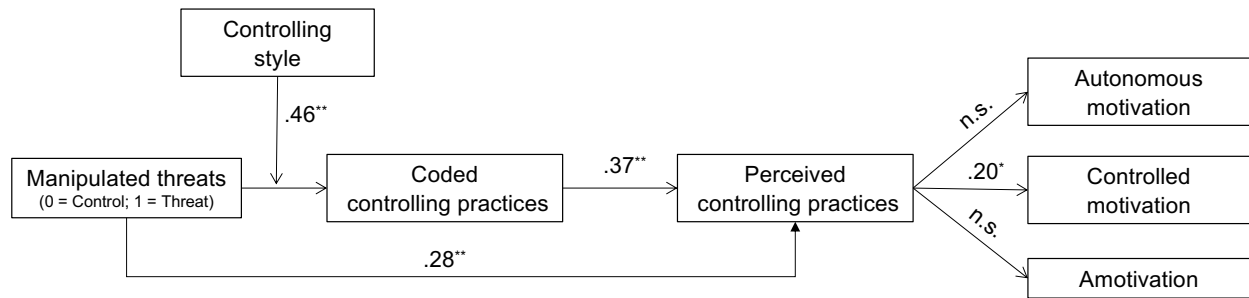 Controlling
style
.46**
Manipulated threats
(0 = Control; 1 = Threat)
Coded
controlling practices
.37**
Perceived
controlling practices
.28**
n.s.
.20*
n.s.
Autonomous
motivation
Controlled
motivation
Amotivation